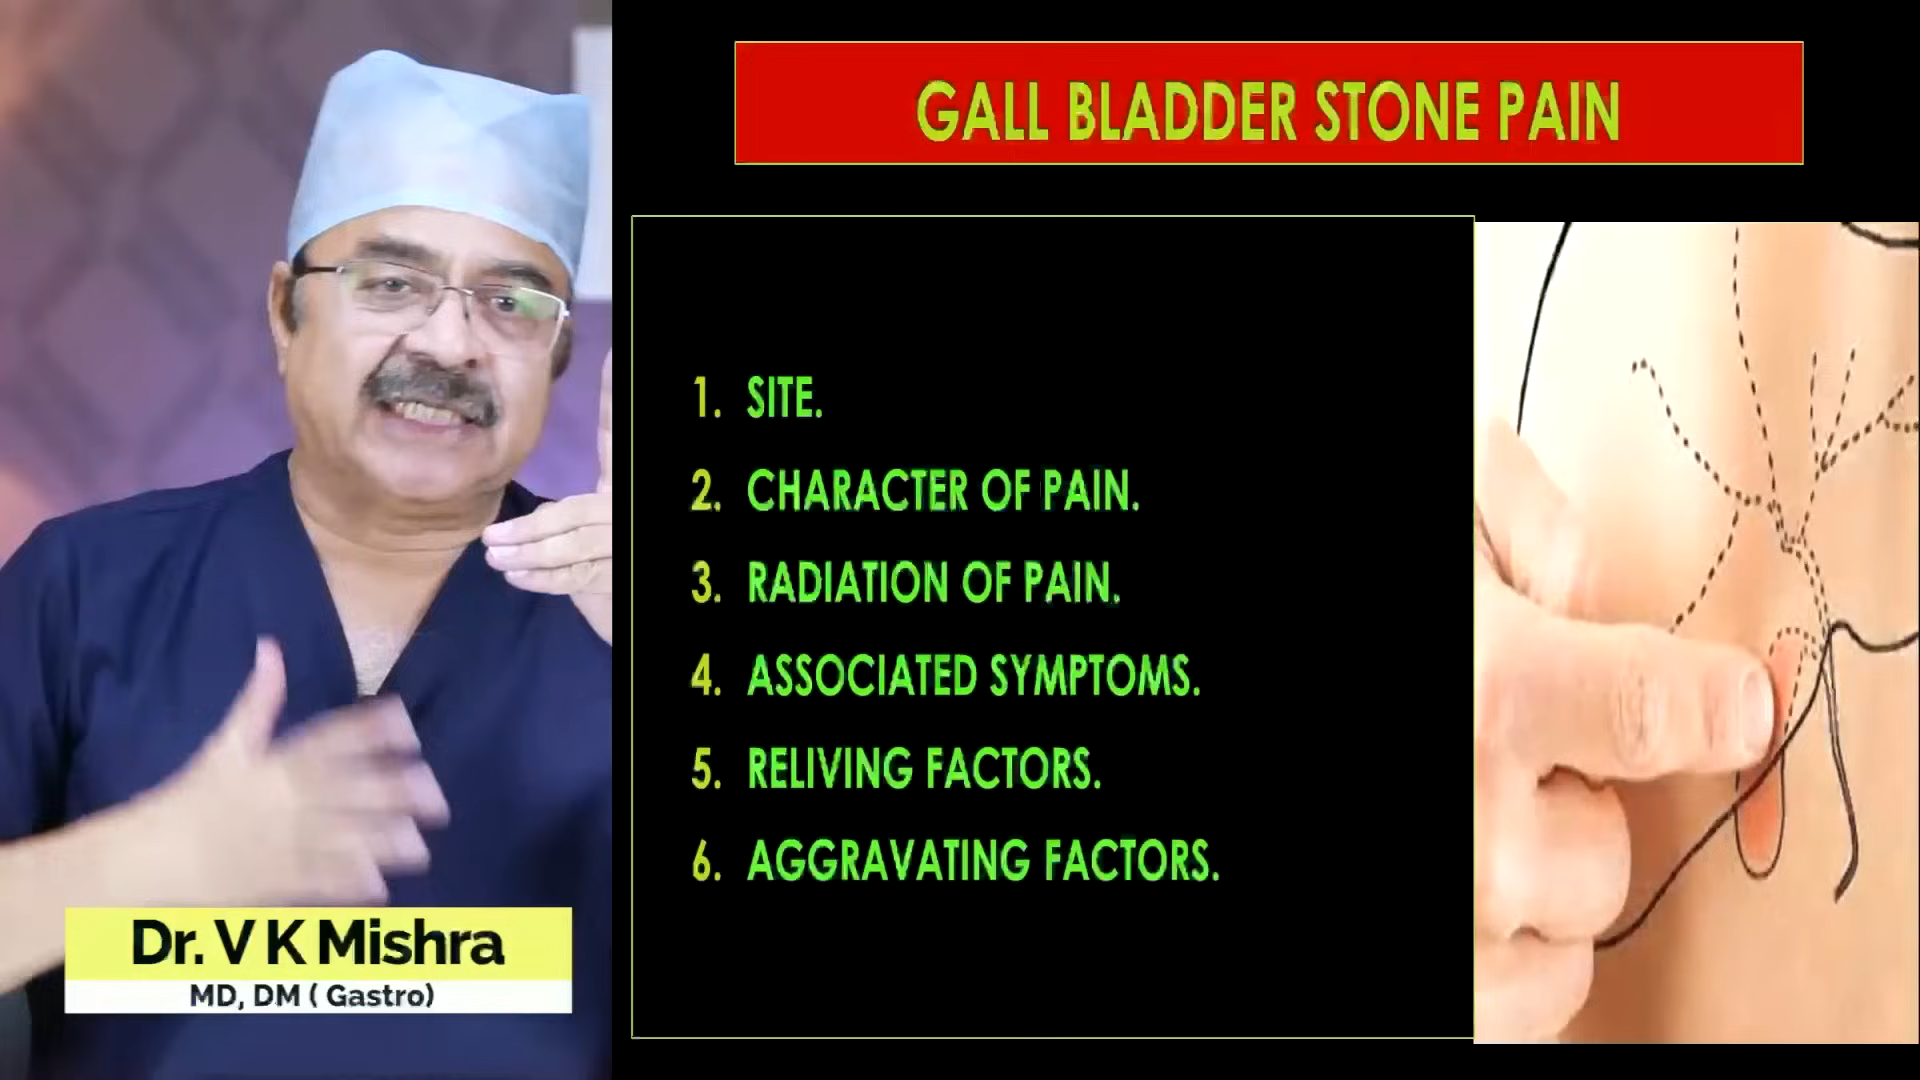 GALL BLADDER STONE PAIN
1. SITE.
2. CHARACTER OF PAIN.
3. RADIATION OF PAIN.
4. ASSOCIATED SYMPTOMS.
5. RELIVING FACTORS.
6. AGGRAVATING FACTORS.
Dr. V K Mishra
MD, DM ( Gastro)